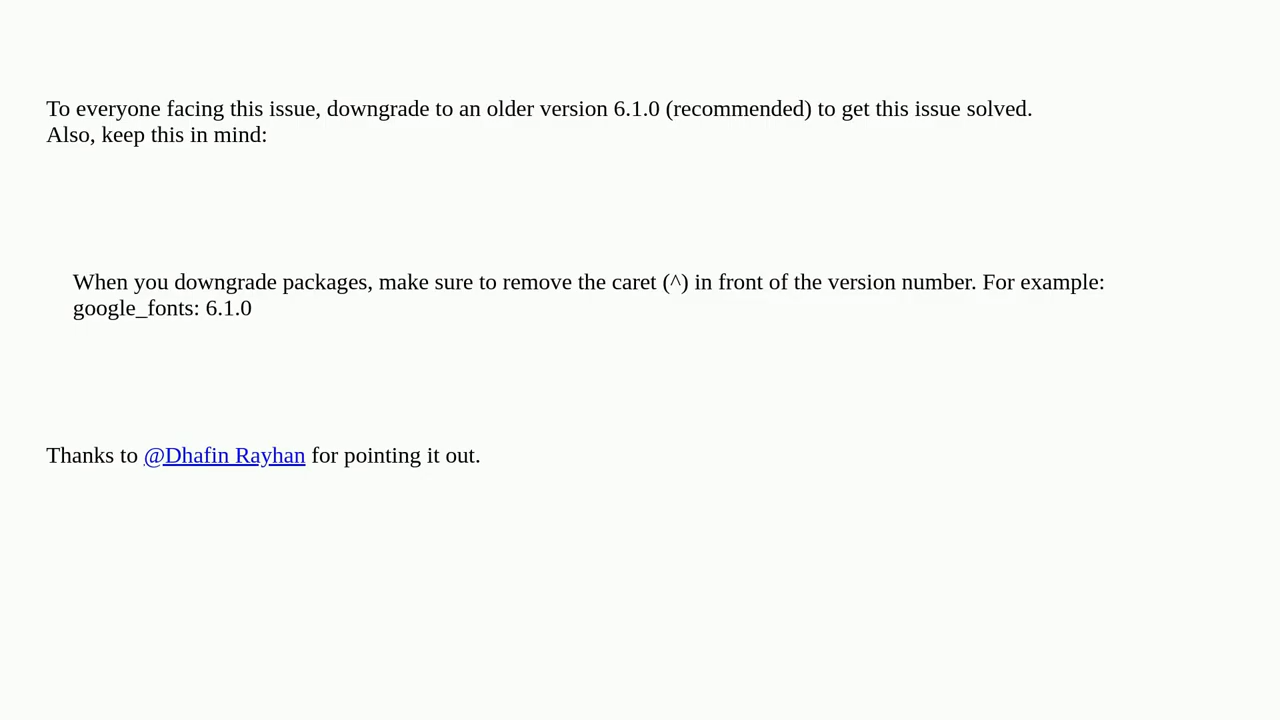 To everyone facing this issue, downgrade to an older version 6.1.0 (recommended) to get this issue solved.
Also, keep this in mind:
When you downgrade packages, make sure to remove the caret (^) in front of the version number. For example:
google_fonts: 6.1.0
Thanks to @Dhafin Rayhan for pointing it out.